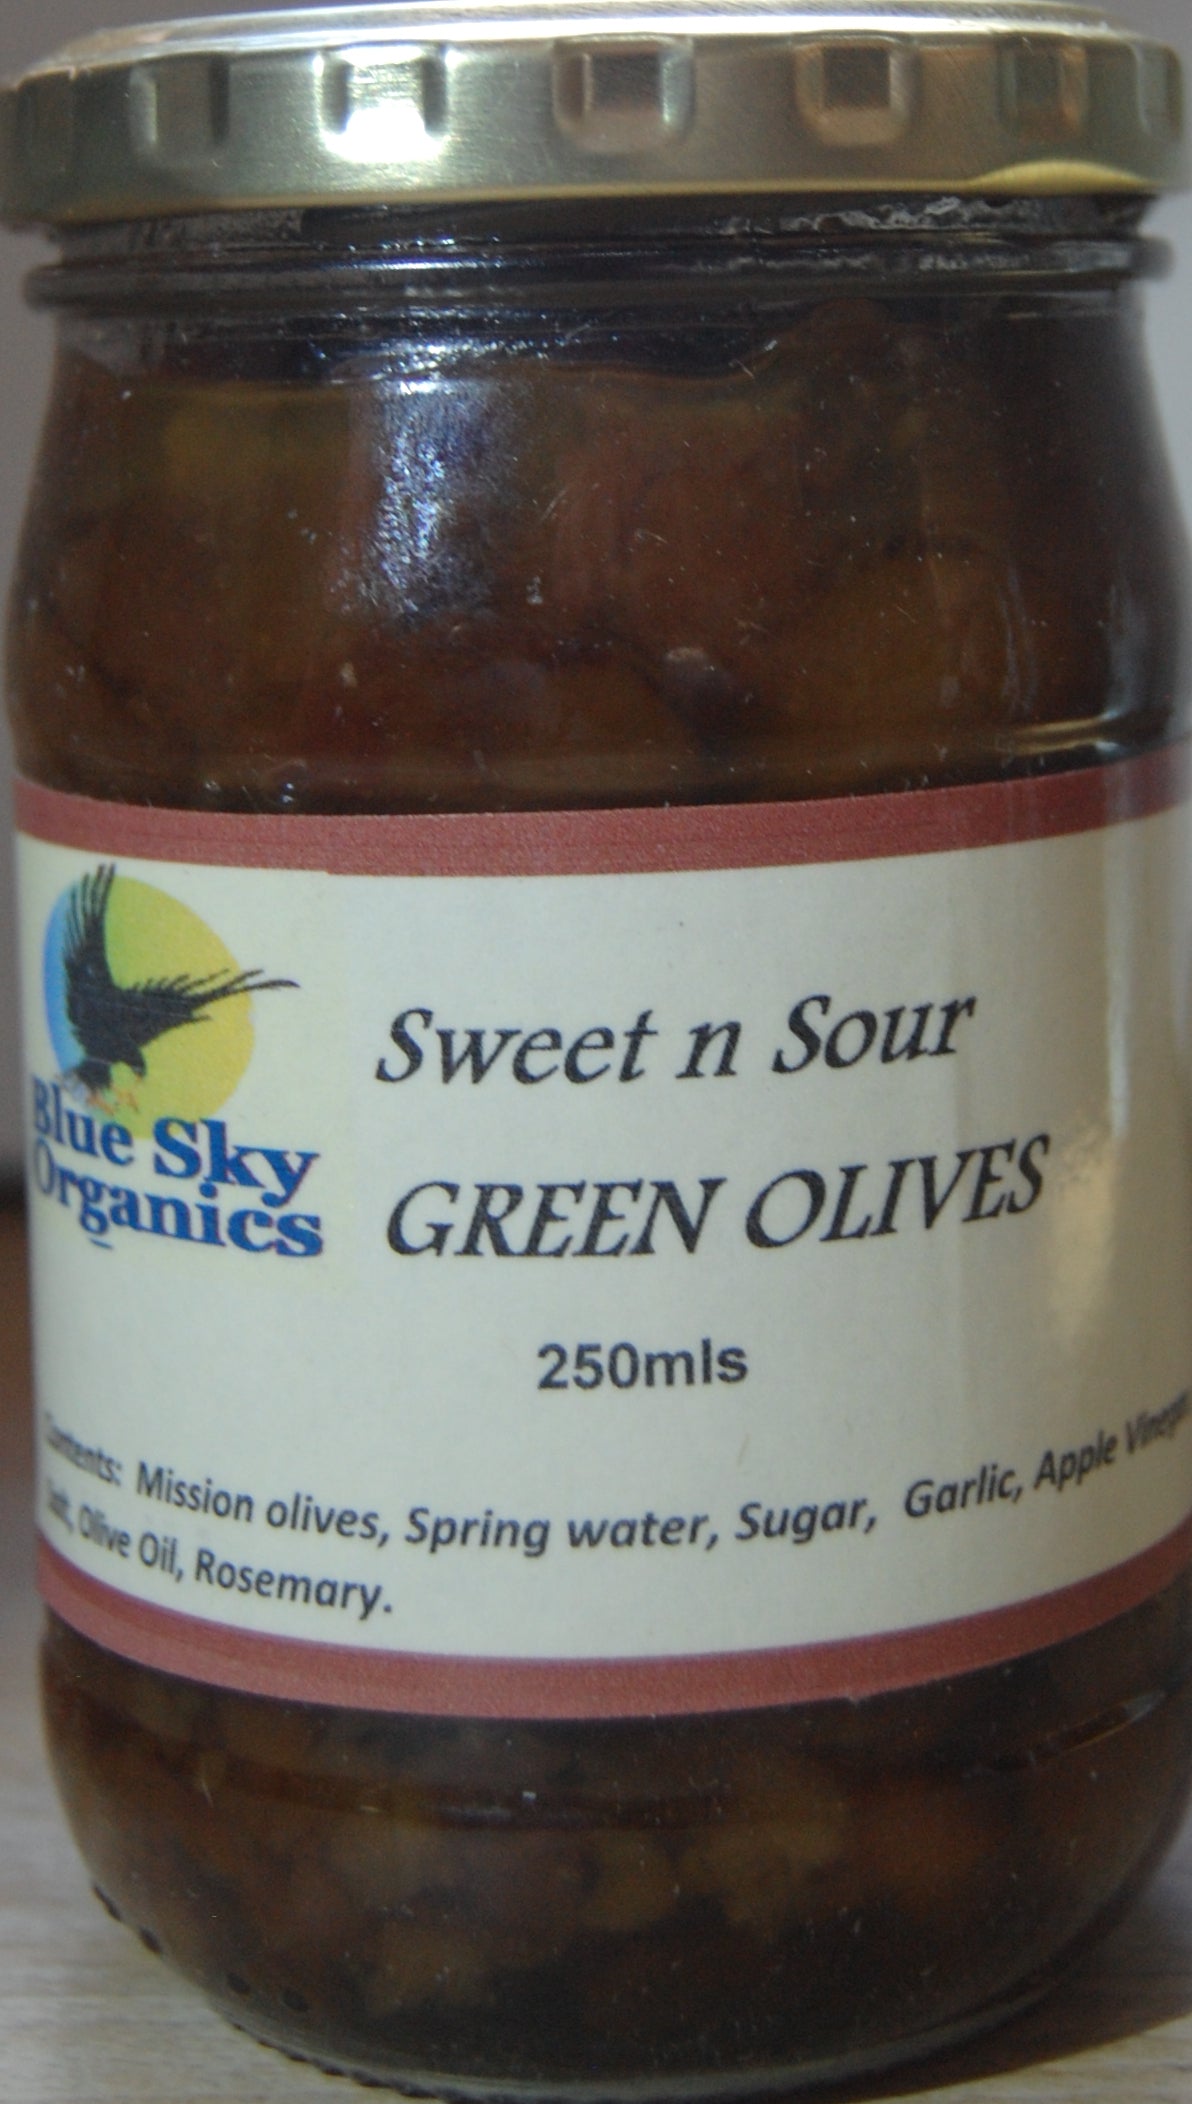 Blue Sky
Organics
Sweet n Sour
GREEN OLIVES
250mls
Contents: Mission olives, Spring water, Sugar, Garlic, Apple Vinegar
Salt, Olive Oil, Rosemary.